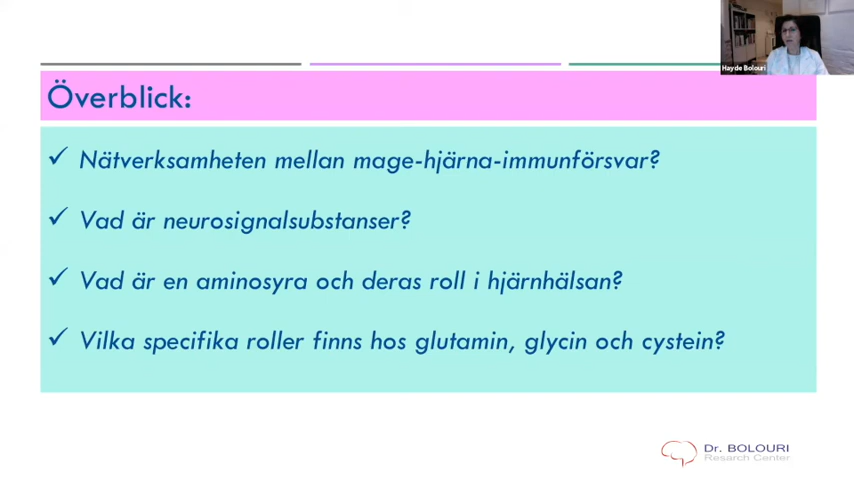 Hayde Bolouri
Överblick:
✓ Nätverksamheten mellan mage-hjärna-immunförsvar?
✓ Vad är neurosignalsubstanser?
✓ Vad är en aminosyra och deras roll i hjärnhälsan?
✓ Vilka specifika roller finns hos glutamin, glycin och cystein?
Dr. BOLOURI
Resarch Center